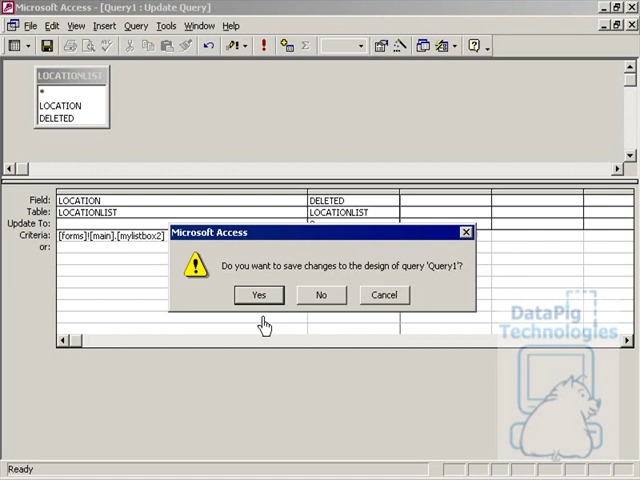 Microsoft Access - [Query1 : Update Query]
File Edit View Insert Query Tools Window Help
LOCATIONLIST
*
LOCATION
DELETED
Field: LOCATION DELETED
Table: LOCATIONLIST LOCATIONLIST
Update To:
Criteria: [forms]![main].[mylistbox2]
or:
Microsoft Access
Do you want to save changes to the design of query 'Query1'?
Yes No Cancel
DataPig
Technologies
Ready